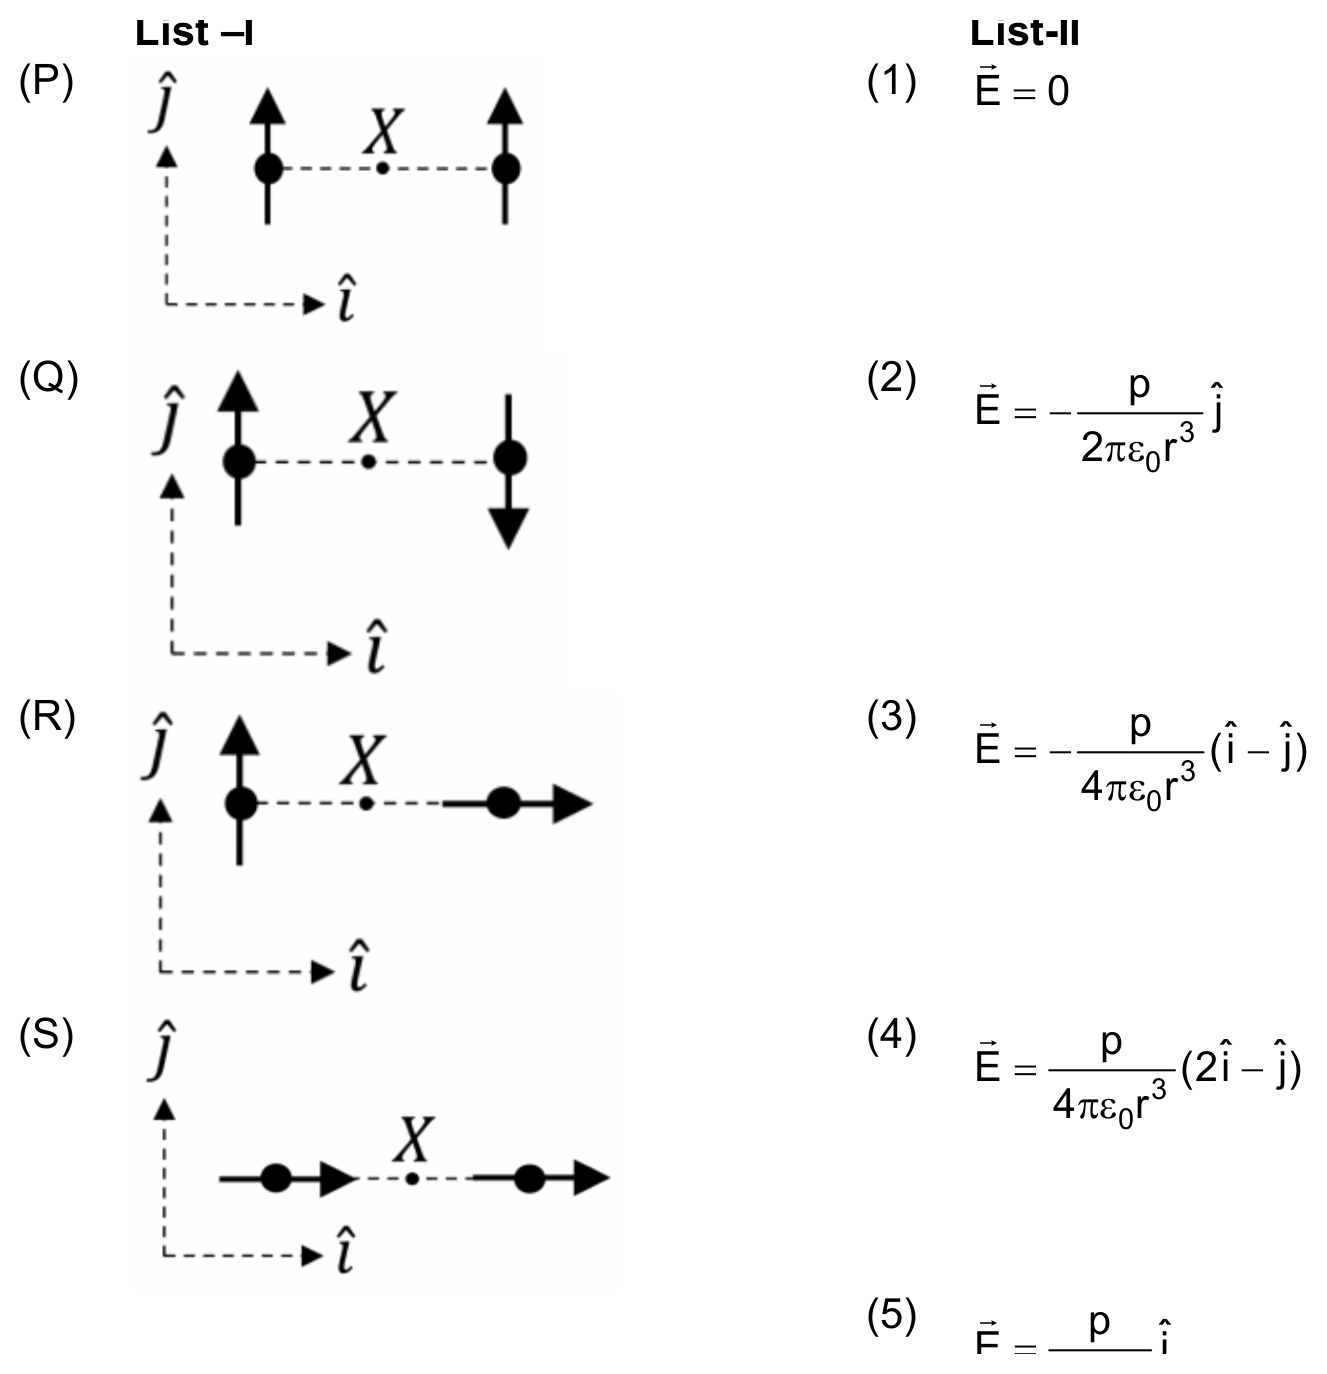 List –I List-II
(P) ĵ X î (1) E⃗ = 0
(Q) ĵ X î (2) E⃗ = −p/(2πε₀r³) ĵ
(R) ĵ X î (3) E⃗ = −p/(4πε₀r³) (î − ĵ)
(S) ĵ X î (4) E⃗ = p/(4πε₀r³) (2î − ĵ)
(5) E⃗ = p